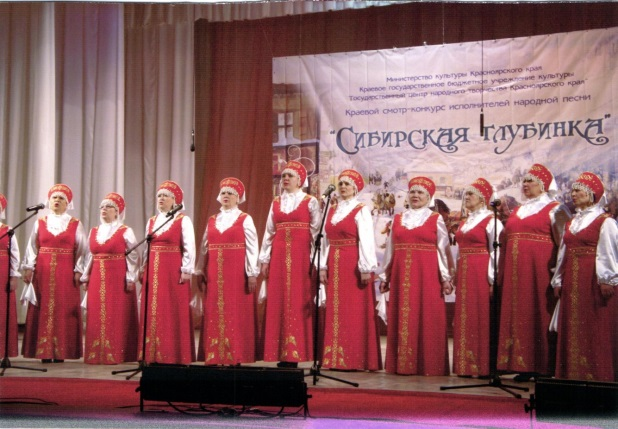 Министерство культуры Красноярского края
Краевое государственное бюджетное учреждение культуры
"Государственный центр народного творчества Красноярского края"
Краевой смотр-конкурс исполнителей народной песни
"СИБИРСКАЯ ГЛУБИНКА"